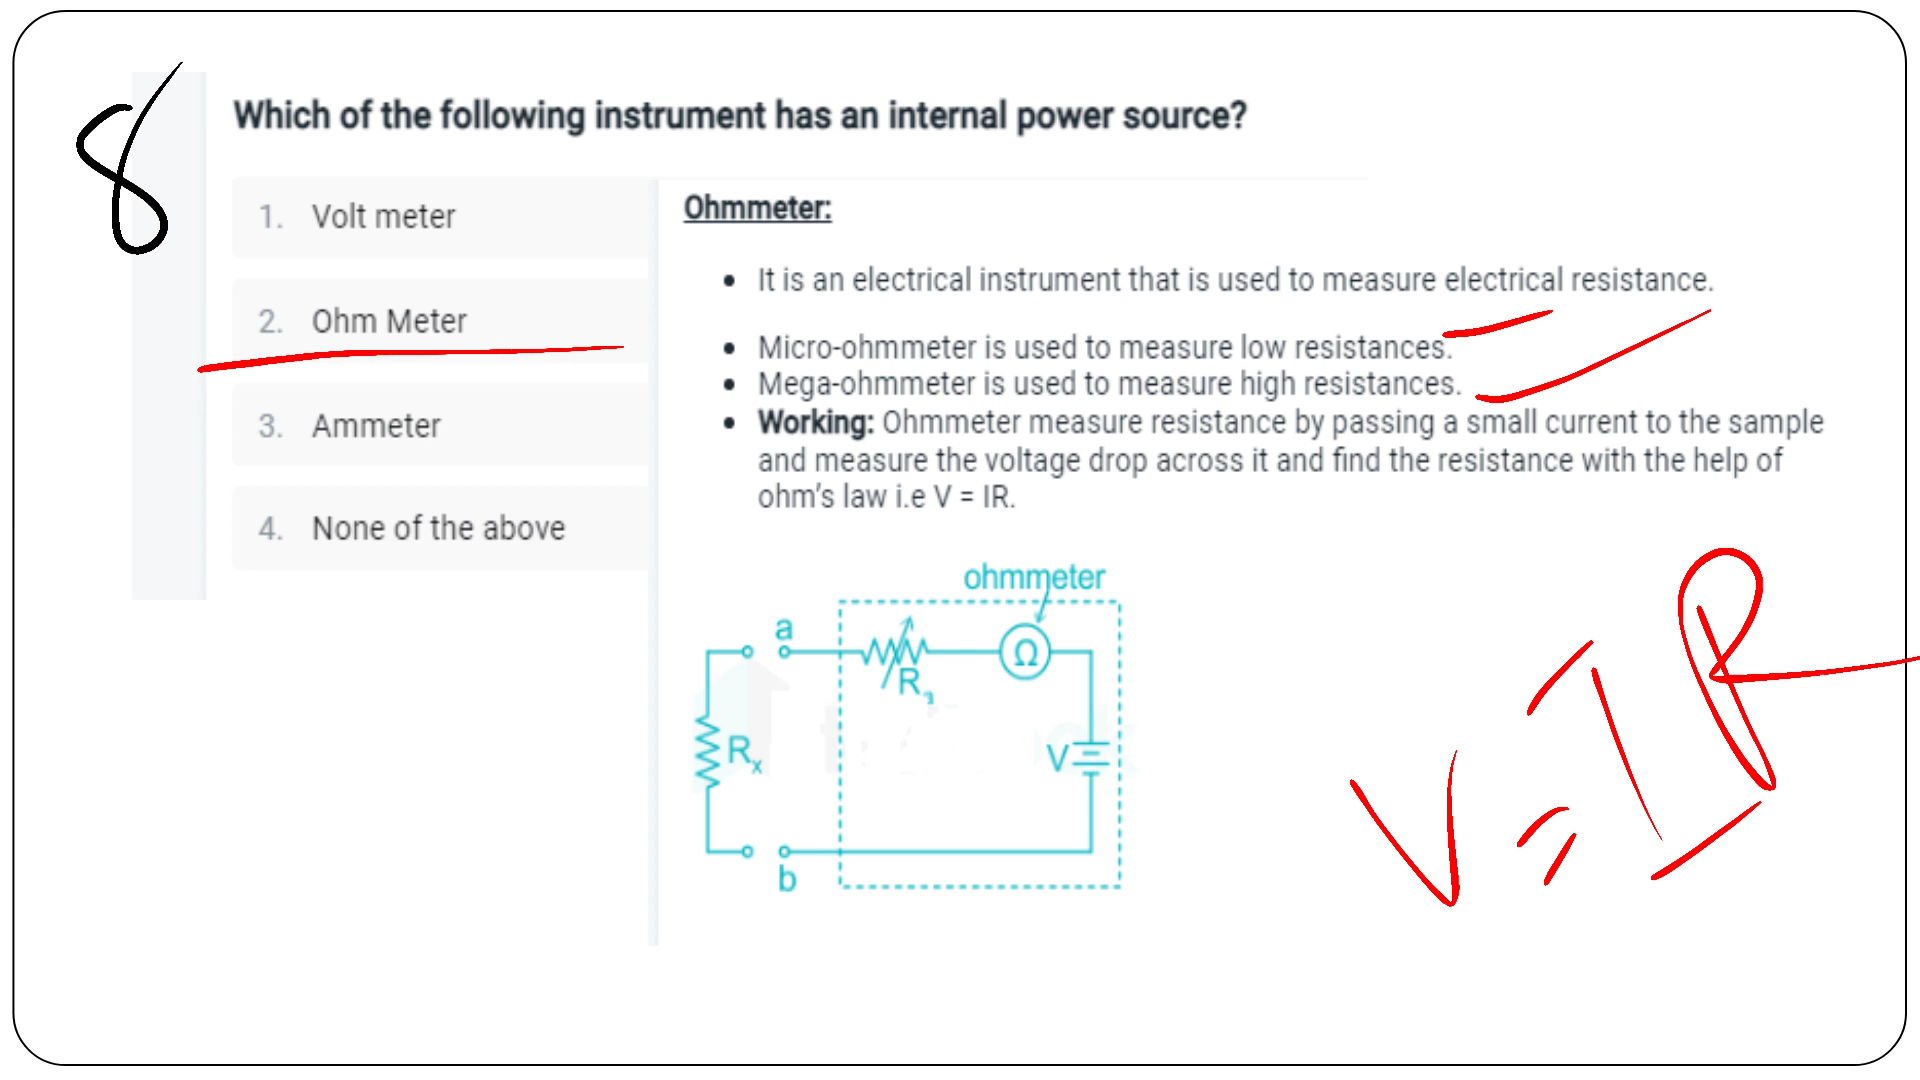 8
Which of the following instrument has an internal power source?
1. Volt meter
2. Ohm Meter
3. Ammeter
4. None of the above
Ohmmeter:
• It is an electrical instrument that is used to measure electrical resistance.
• Micro-ohmmeter is used to measure low resistances.
• Mega-ohmmeter is used to measure high resistances.
• Working: Ohmmeter measure resistance by passing a small current to the sample
and measure the voltage drop across it and find the resistance with the help of
ohm's law i.e V = IR.
ohmmeter
a
Ω
R
Rx
V
b
V = IR